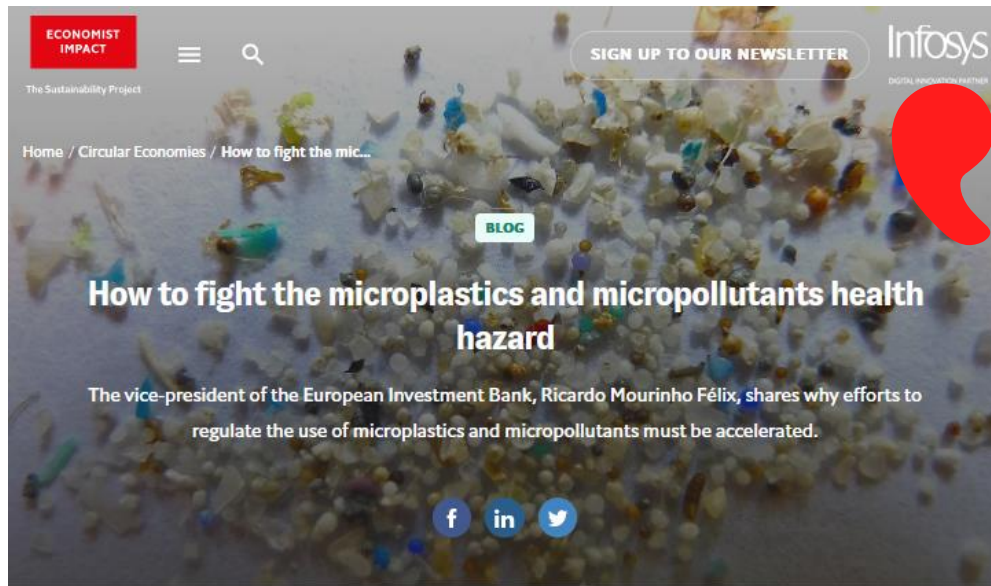 ECONOMIST
IMPACT
The Sustainability Project
SIGN UP TO OUR NEWSLETTER
Infosys
DIGITAL INNOVATION PARTNER
Home / Circular Economies / How to fight the mic...
BLOG
How to fight the microplastics and micropollutants health
hazard
The vice-president of the European Investment Bank, Ricardo Mourinho Félix, shares why efforts to
regulate the use of microplastics and micropollutants must be accelerated.
f in